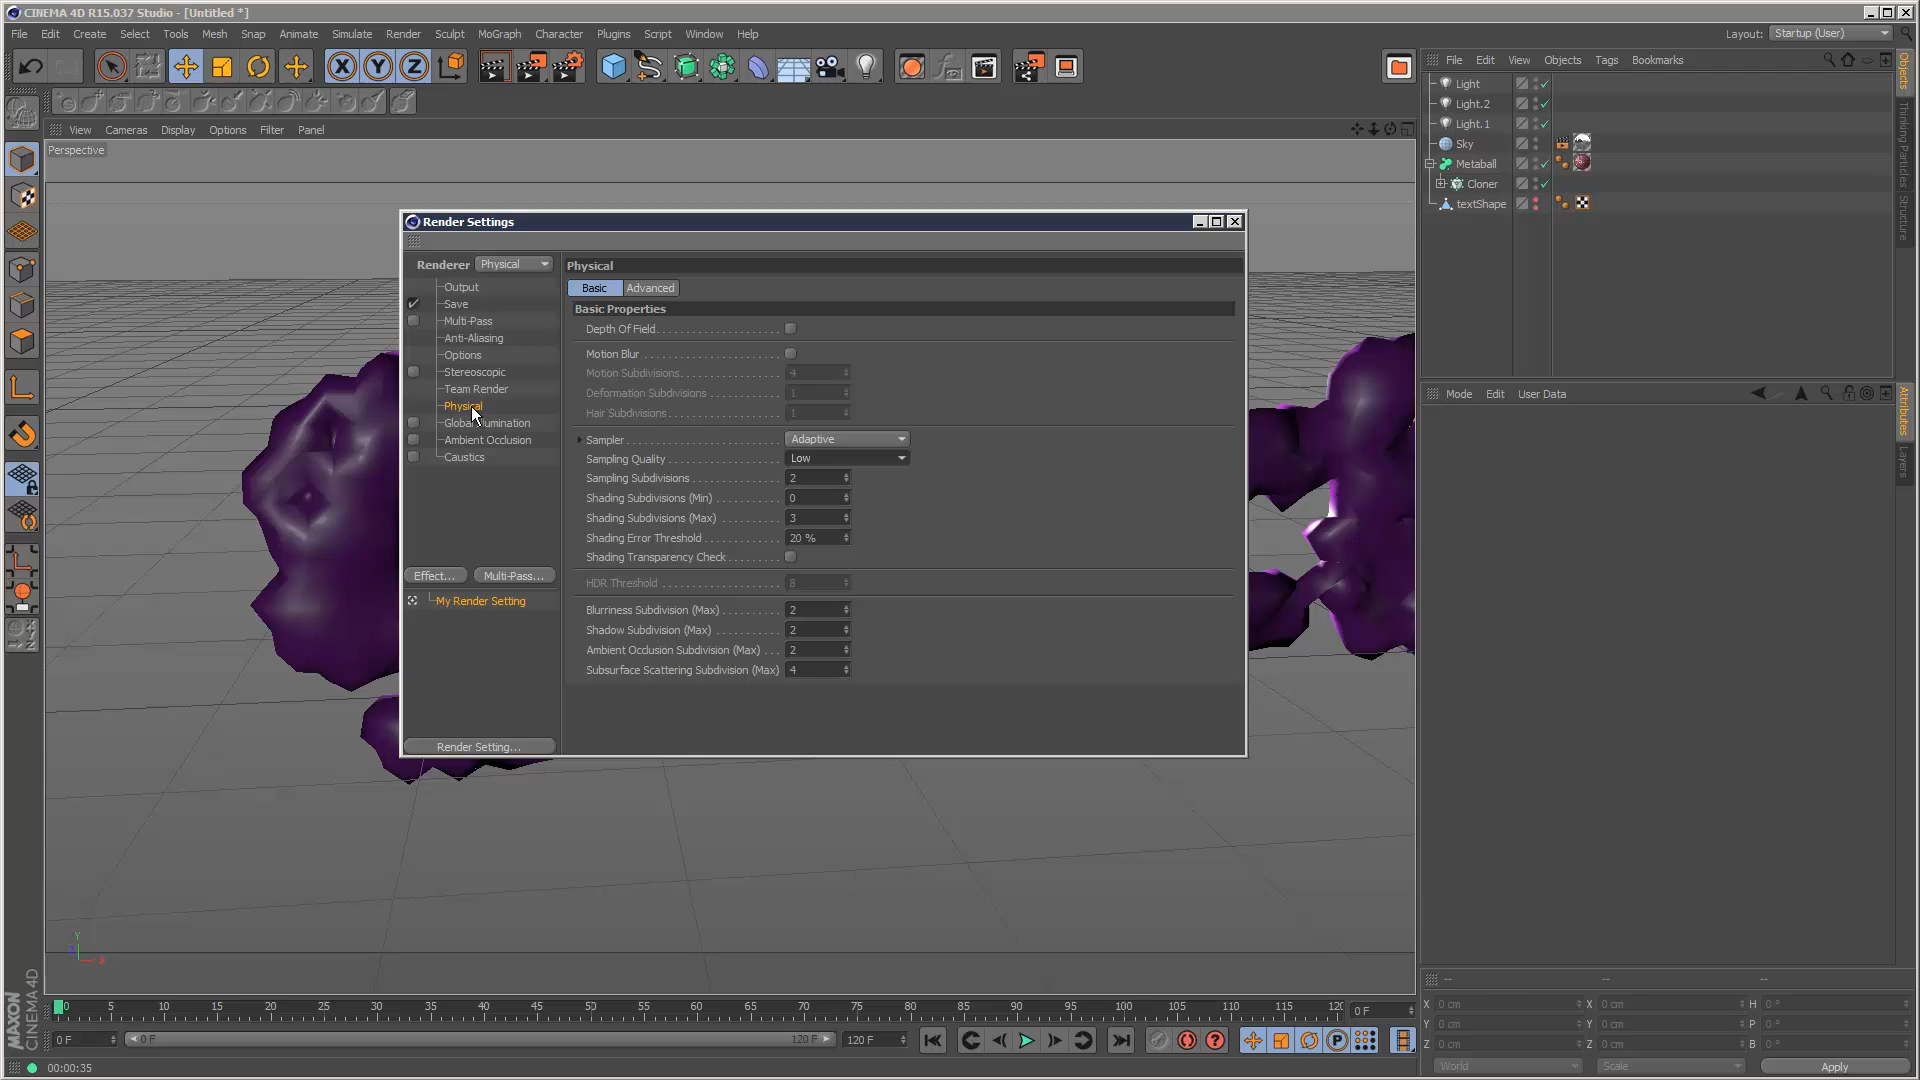 CINEMA 4D R15.037 Studio - [Untitled *]
File Edit Create Select Tools Mesh Snap Animate Simulate Render Sculpt MoGraph Character Plugins Script Window Help
Layout: Startup (User)
File Edit View Objects Tags Bookmarks
Light
Light.2
Light.1
Sky
Metaball
Cloner
textShape
Objects
Thinking Particles
Structure
View Cameras Display Options Filter Panel
Perspective
Render Settings
Renderer Physical
Output
Save
Multi-Pass
Anti-Aliasing
Options
Stereoscopic
Team Render
Physical
Ambient Occlusion
Caustics
Effect... Multi-Pass...
My Render Setting
Render Setting...
Physical
Basic Advanced
Basic Properties
Depth Of Field
Motion Blur
Motion Subdivisions 4
Deformation Subdivisions 1
Hair Subdivisions 1
Sampler Adaptive
Sampling Quality Low
Sampling Subdivisions 2
Shading Subdivisions (Min) 0
Shading Subdivisions (Max) 3
Shading Error Threshold 20 %
Shading Transparency Check
HDR Threshold 8
Blurriness Subdivision (Max) 2
Shadow Subdivision (Max) 2
Ambient Occlusion Subdivision (Max) 2
Subsurface Scattering Subdivision (Max) 4
Mode Edit User Data
Attributes
Layers
Y
X
0 5 10 15 20 25 30 35 40 45 50 55 60 65 70 75 80 85 90 95 100 105 110 115 0 F
0 F 0 F 120 F 120 F
MAXON
CINEMA 4D
-- -- --
X 0 cm X 0 cm H 0 °
Y 0 cm Y 0 cm P 0 °
Z 0 cm Z 0 cm B 0 °
World Scale Apply
00:00:35